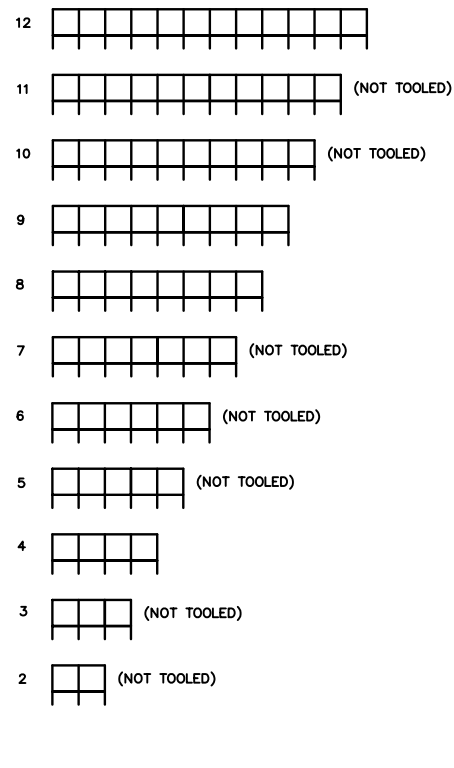 12
11 (NOT TOOLED)
10 (NOT TOOLED)
9
8
7 (NOT TOOLED)
6 (NOT TOOLED)
5 (NOT TOOLED)
4
3 (NOT TOOLED)
2 (NOT TOOLED)